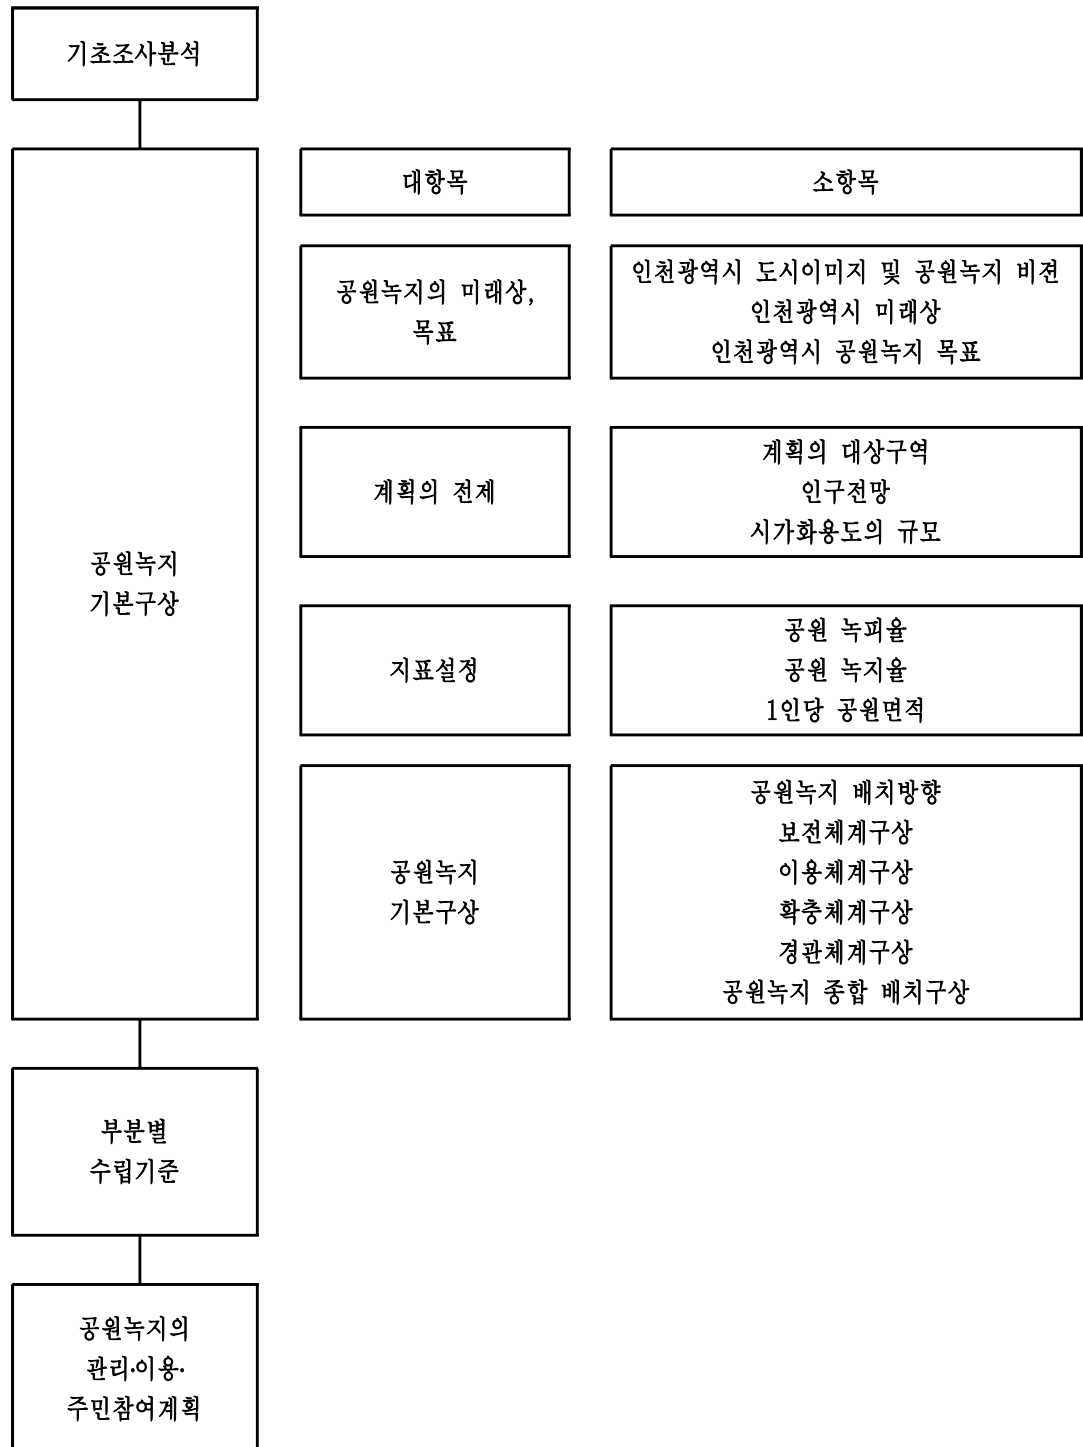 기초조사분석
대항목
소항목
공원녹지의 미래상,
목표
인천광역시 도시이미지 및 공원녹지 비젼
인천광역시 미래상
인천광역시 공원녹지 목표
계획의 전제
계획의 대상구역
인구전망
시가화용도의 규모
공원녹지
기본구상
지표설정
공원 녹피율
공원 녹지율
1인당 공원면적
공원녹지
기본구상
공원녹지 배치방향
보전체계구상
이용체계구상
확충체계구상
경관체계구상
공원녹지 종합 배치구상
부분별
수립기준
공원녹지의
관리·이용·
주민참여계획